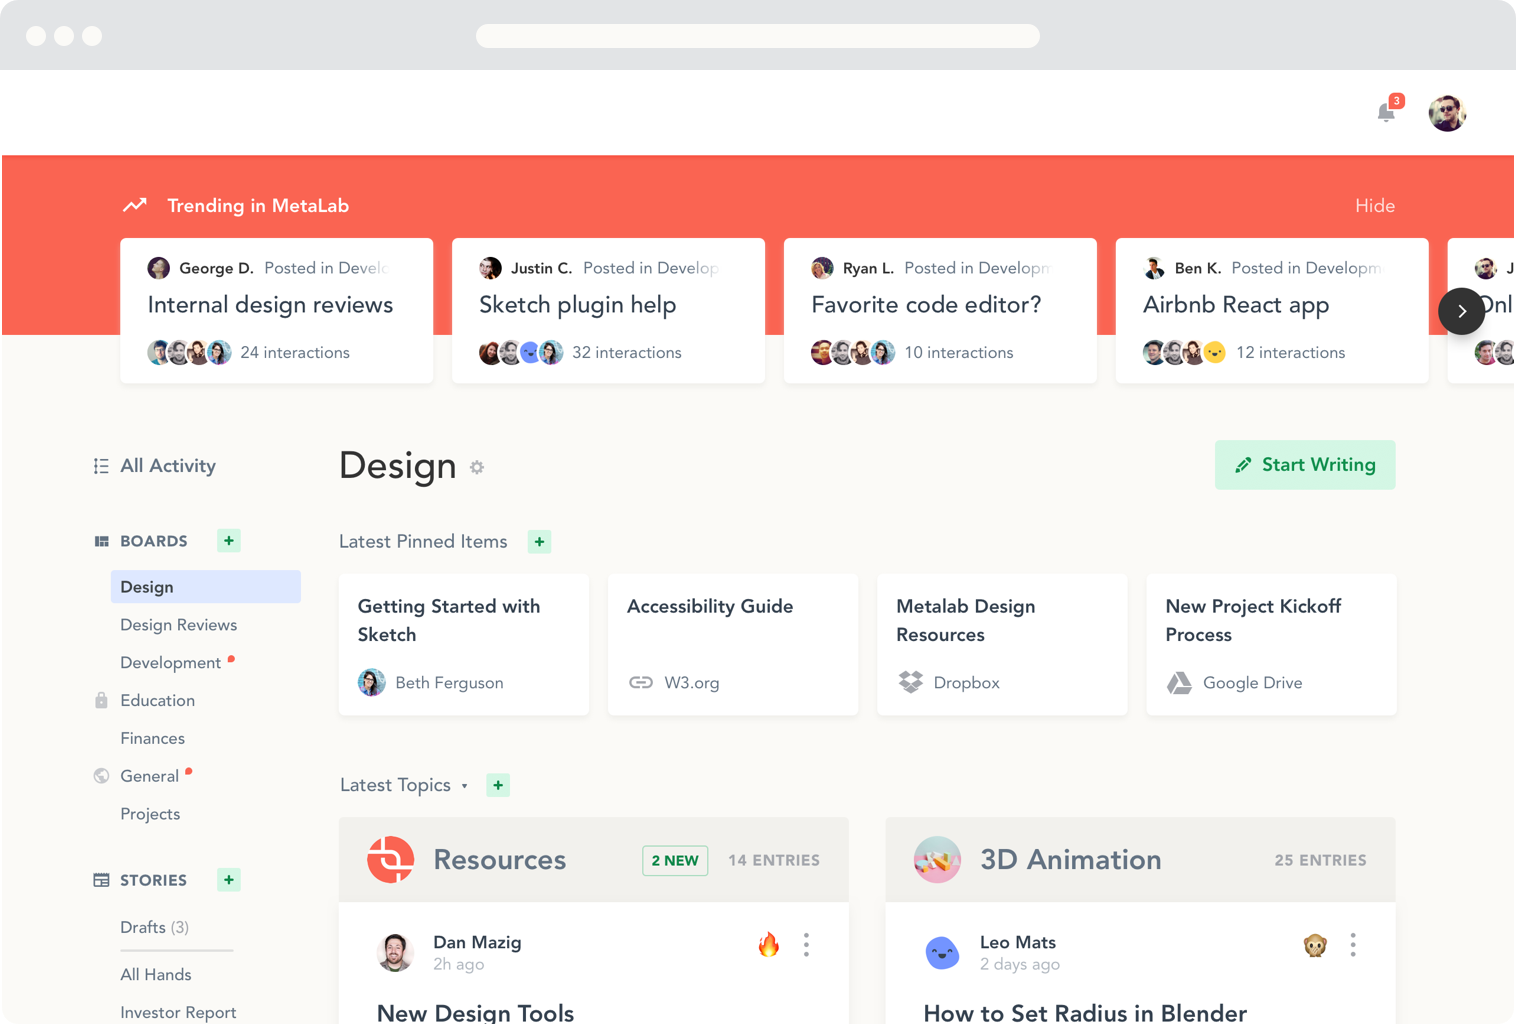 3
Trending in MetaLab
Hide
George D. Posted in Develo
Internal design reviews
24 interactions
Justin C. Posted in Develop
Sketch plugin help
32 interactions
Ryan L. Posted in Developm
Favorite code editor?
10 interactions
Ben K. Posted in Developm
Airbnb React app
12 interactions
J
Onl
All Activity
BOARDS
Design
Design Reviews
Development
Education
Finances
General
Projects
STORIES
Drafts (3)
All Hands
Investor Report
Design
Start Writing
Latest Pinned Items
Getting Started with
Sketch
Beth Ferguson
Accessibility Guide
W3.org
Metalab Design
Resources
Dropbox
New Project Kickoff
Process
Google Drive
Latest Topics
Resources
2 NEW
14 ENTRIES
Dan Mazig
2h ago
New Design Tools
3D Animation
25 ENTRIES
Leo Mats
2 days ago
How to Set Radius in Blender